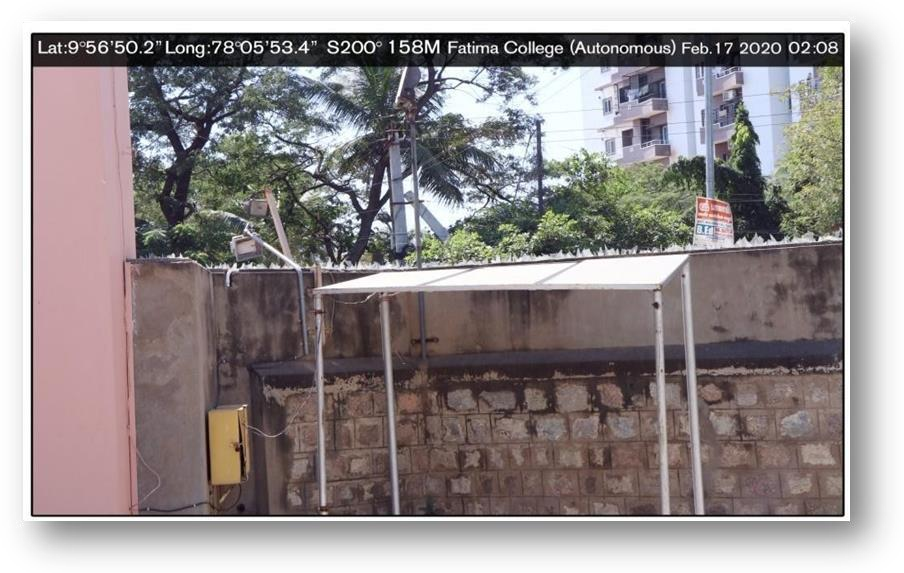 Lat:9°56'50.2" Long:78°05'53.4" S200° 158M Fatima College (Autonomous) Feb.17 2020 02:08
B.Ed